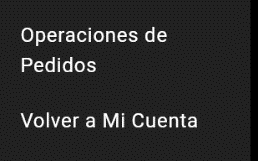 Operaciones de
Pedidos
Volver a Mi Cuenta